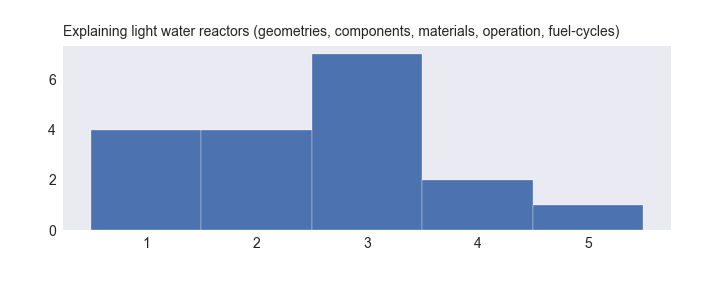 Explaining light water reactors (geometries, components, materials, operation, fuel-cycles)
6
4
2
0
1 2 3 4 5